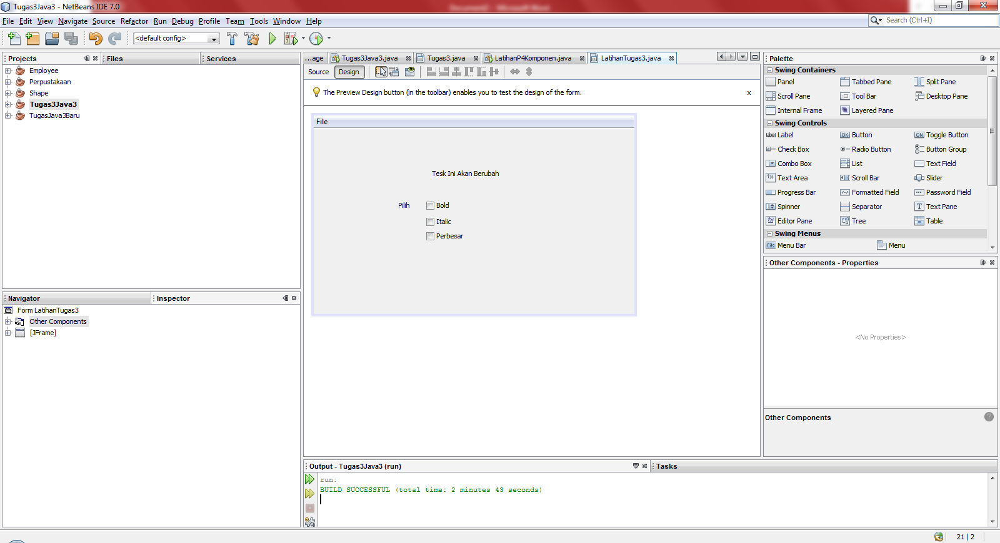 Tugas3Java3 - NetBeans IDE 7.0
File Edit View Navigate Source Refactor Run Debug Profile Team Tools Window Help
Search (Ctrl+I)
<default config>
Projects
Files
Services
Employee
Perpustakaan
Shape
Tugas3Java3
TugasJava3Baru
Navigator
Inspector
Form LatihanTugas3
Other Components
[JFrame]
...age
Tugas3Java3.java
Tugas3.java
LatihanP4Komponen.java
LatihanTugas3.java
Source
Design
The Preview Design button (in the toolbar) enables you to test the design of the form.
x
File
Tesk Ini Akan Berubah
Pilih
Bold
Italic
Perbesar
Output - Tugas3Java3 (run)
Tasks
run:
BUILD SUCCESSFUL (total time: 2 minutes 43 seconds)
Palette
Swing Containers
Panel Tabbed Pane Split Pane
Scroll Pane Tool Bar Desktop Pane
Internal Frame Layered Pane
Swing Controls
label Label OK Button ON Toggle Button
Check Box Radio Button Button Group
Combo Box List Text Field
Text Area Scroll Bar Slider
Progress Bar Formatted Field Password Field
Spinner Separator Text Pane
Editor Pane Tree Table
Swing Menus
File Menu Bar Menu
Other Components - Properties
<No Properties>
Other Components
21 | 2